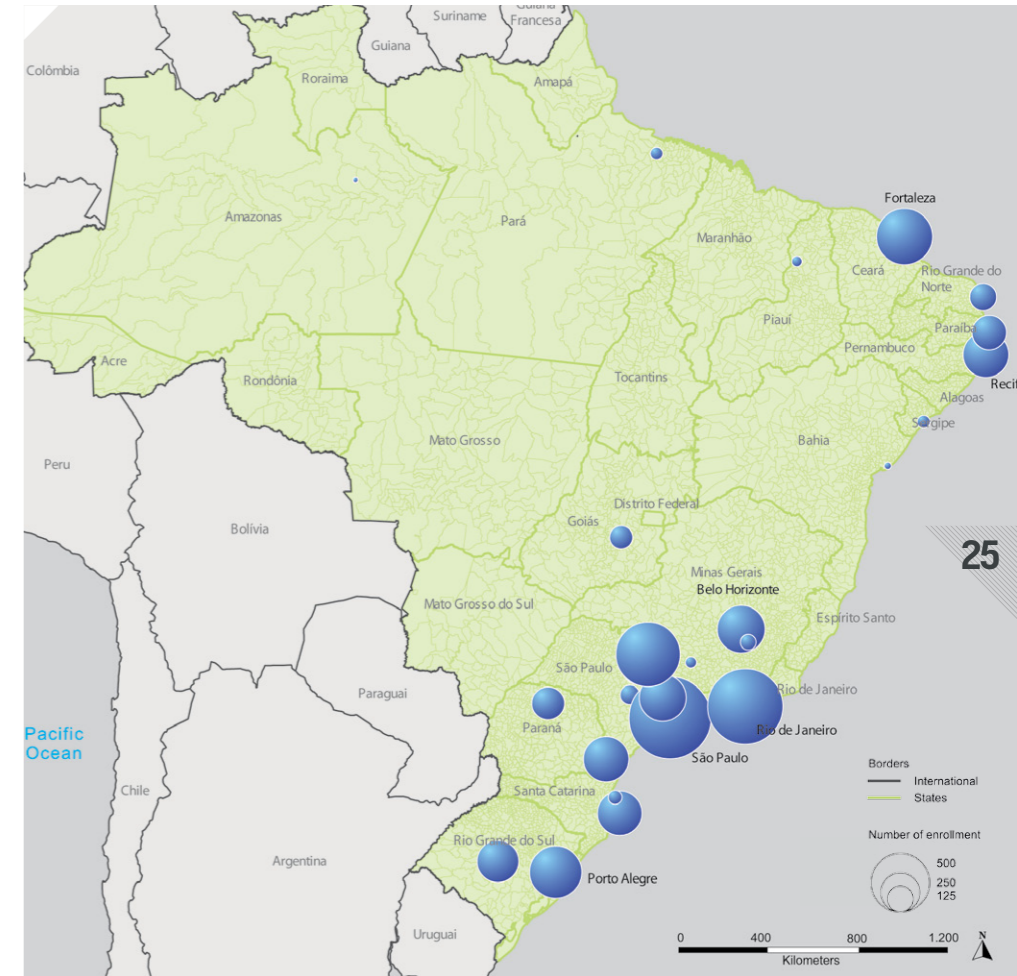 Suriname
Guiana
Francesa
Guiana
Colômbia
Roraima
Amapá
Amazonas
Pará
Maranhão
Fortaleza
Ceará
Rio Grande do
Norte
Piauí
Paraíba
Pernambuco
Recif
Alagoas
Sergipe
Acre
Rondônia
Tocantins
Mato Grosso
Bahia
Peru
Bolívia
Distrito Federal
Goiás
25
Minas Gerais
Belo Horizonte
Mato Grosso do Sul
Espírito Santo
São Paulo
Paraguai
Rio de Janeiro
Rio de Janeiro
Paraná
São Paulo
Pacific
Ocean
Chile
Santa Catarina
Rio Grande do Sul
Argentina
Porto Alegre
Uruguai
Borders
International
States
Number of enrollment
500
250
125
0 400 800 1.200
Kilometers
N